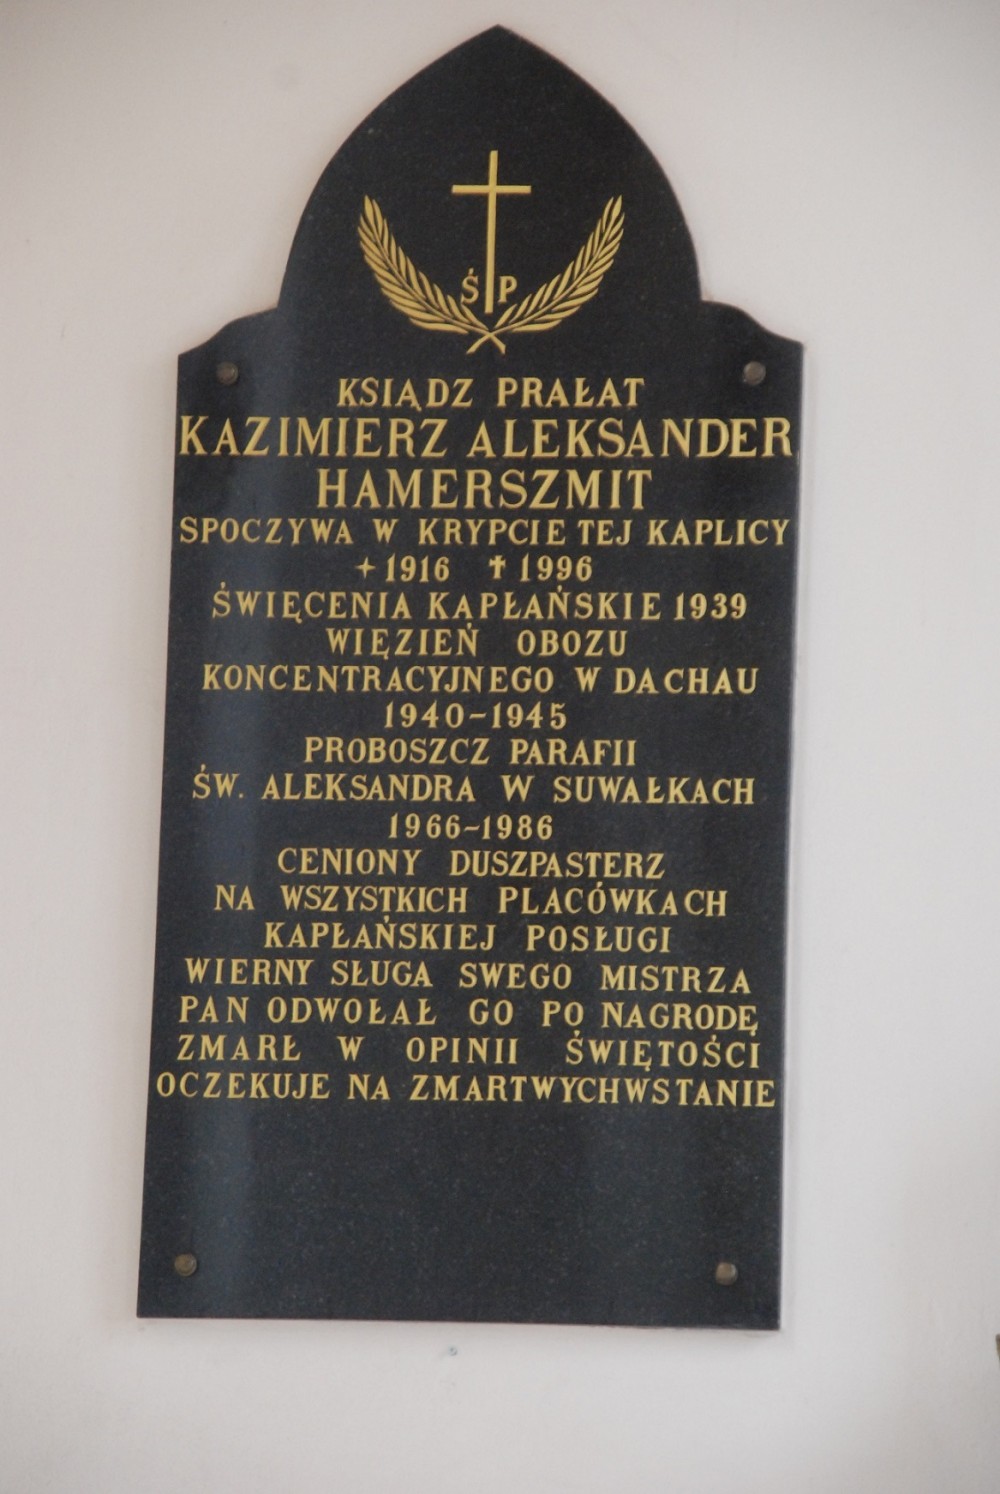 Ś P
KSIĄDZ PRAŁAT
KAZIMIERZ ALEKSANDER
HAMERSZMIT
SPOCZYWA W KRYPCIE TEJ KAPLICY
+ 1916 ✝ 1996
ŚWIĘCENIA KAPŁAŃSKIE 1939
WIĘZIEŃ OBOZU
KONCENTRACYJNEGO W DACHAU
1940-1945
PROBOSZCZ PARAFII
ŚW. ALEKSANDRA W SUWAŁKACH
1966-1986
CENIONY DUSZPASTERZ
NA WSZYSTKICH PLACÓWKACH
KAPŁAŃSKIEJ POSŁUGI
WIERNY SŁUGA SWEGO MISTRZA
PAN ODWOŁAŁ GO PO NAGRODĘ
ZMARŁ W OPINII ŚWIĘTOŚCI
OCZEKUJE NA ZMARTWYCHWSTANIE